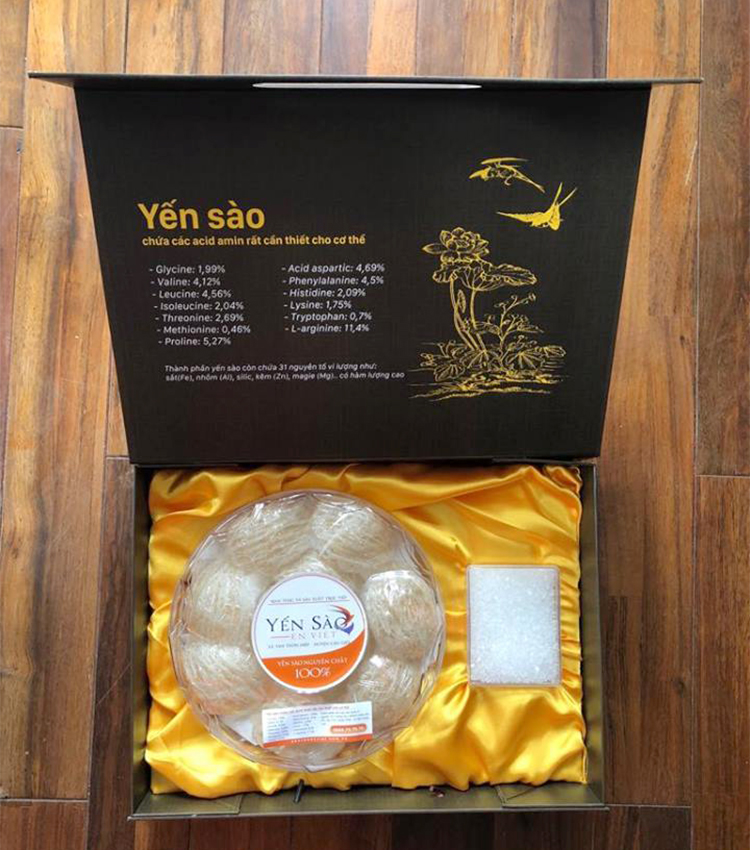 Yến sào
chứa các acid amin rất cần thiết cho cơ thể
- Glycine: 1,99%
- Valine: 4,12%
- Leucine: 4,56%
- Isoleucine: 2,04%
- Threonine: 2,69%
- Methionine: 0,46%
- Proline: 5,27%
- Acid aspartic: 4,69%
- Phenylalanine: 4,5%
- Histidine: 2,09%
- Lysine: 1,75%
- Tryptophan: 0,7%
- L-arginine: 11,4%
Thành phần yến sào còn chứa 31 nguyên tố vi lượng như:
sắt(Fe), nhôm (Al), silic, kẽm (Zn), magie (Mg).. có hàm lượng cao
YẾN SÀO
ÉN VIỆT
YẾN SÀO NGUYÊN CHẤT
100%